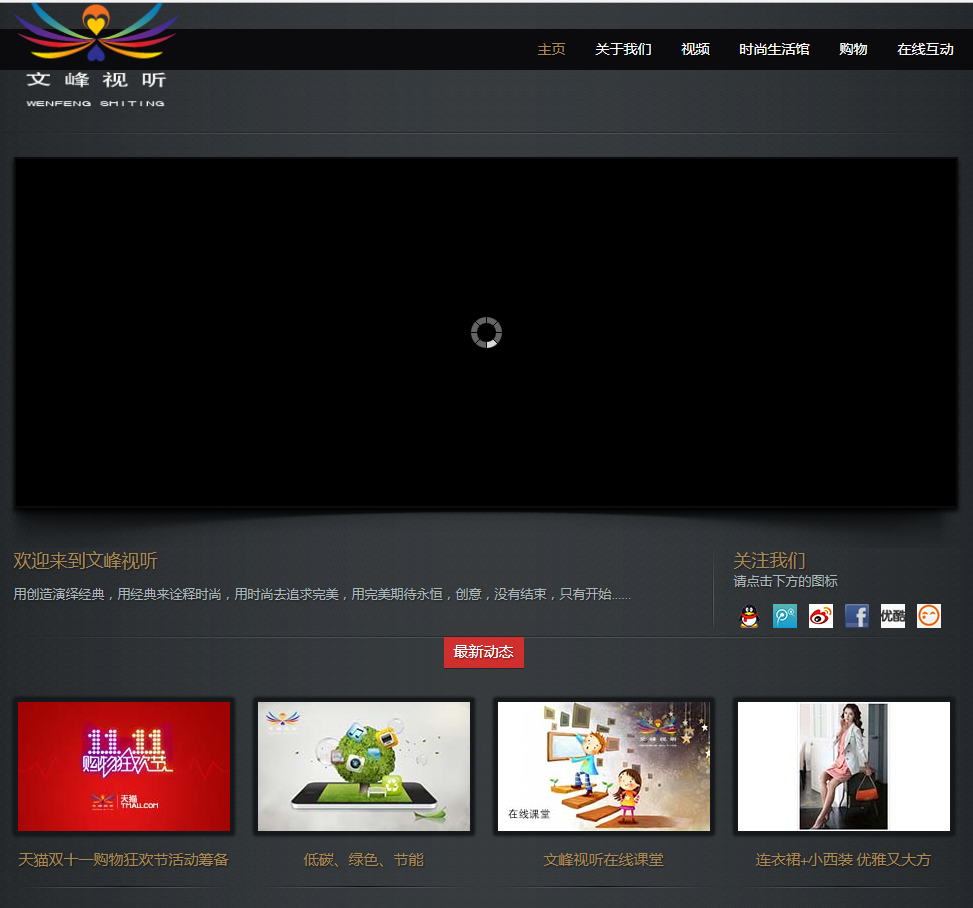 主页 关于我们 视频 时尚生活馆 购物 在线互动
文峰视听
WENFENG SHITING
欢迎来到文峰视听
用创造演绎经典，用经典来诠释时尚，用时尚去追求完美，用完美期待永恒，创意，没有结束，只有开始......
关注我们
请点击下方的图标
优酷
最新动态
11.11
购物狂欢节
天猫
TMALL.COM
文峰视听
在线课堂
天猫双十一购物狂欢节活动筹备
低碳、绿色、节能
文峰视听在线课堂
连衣裙+小西装 优雅又大方